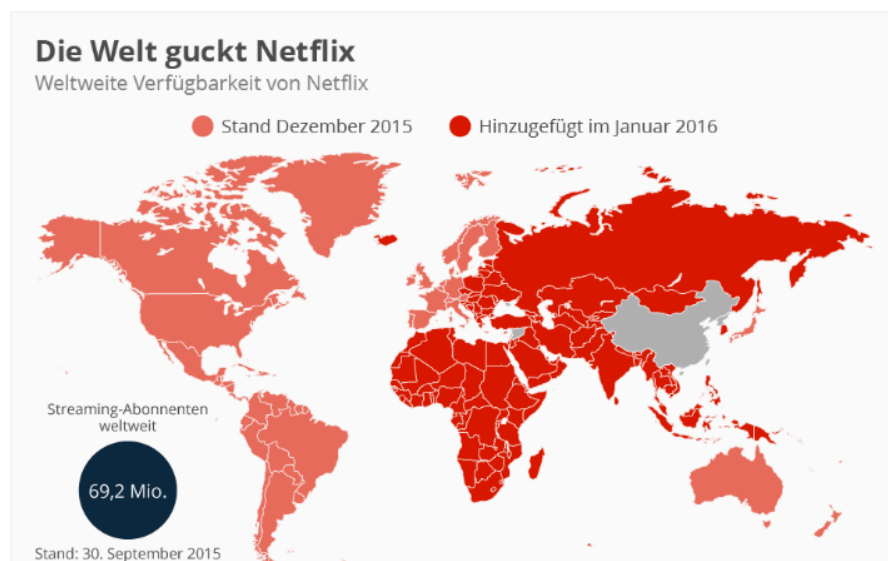 Die Welt guckt Netflix
Weltweite Verfügbarkeit von Netflix
Stand Dezember 2015
Hinzugefügt im Januar 2016
Streaming-Abonnenten
weltweit
69,2 Mio.
Stand: 30. September 2015